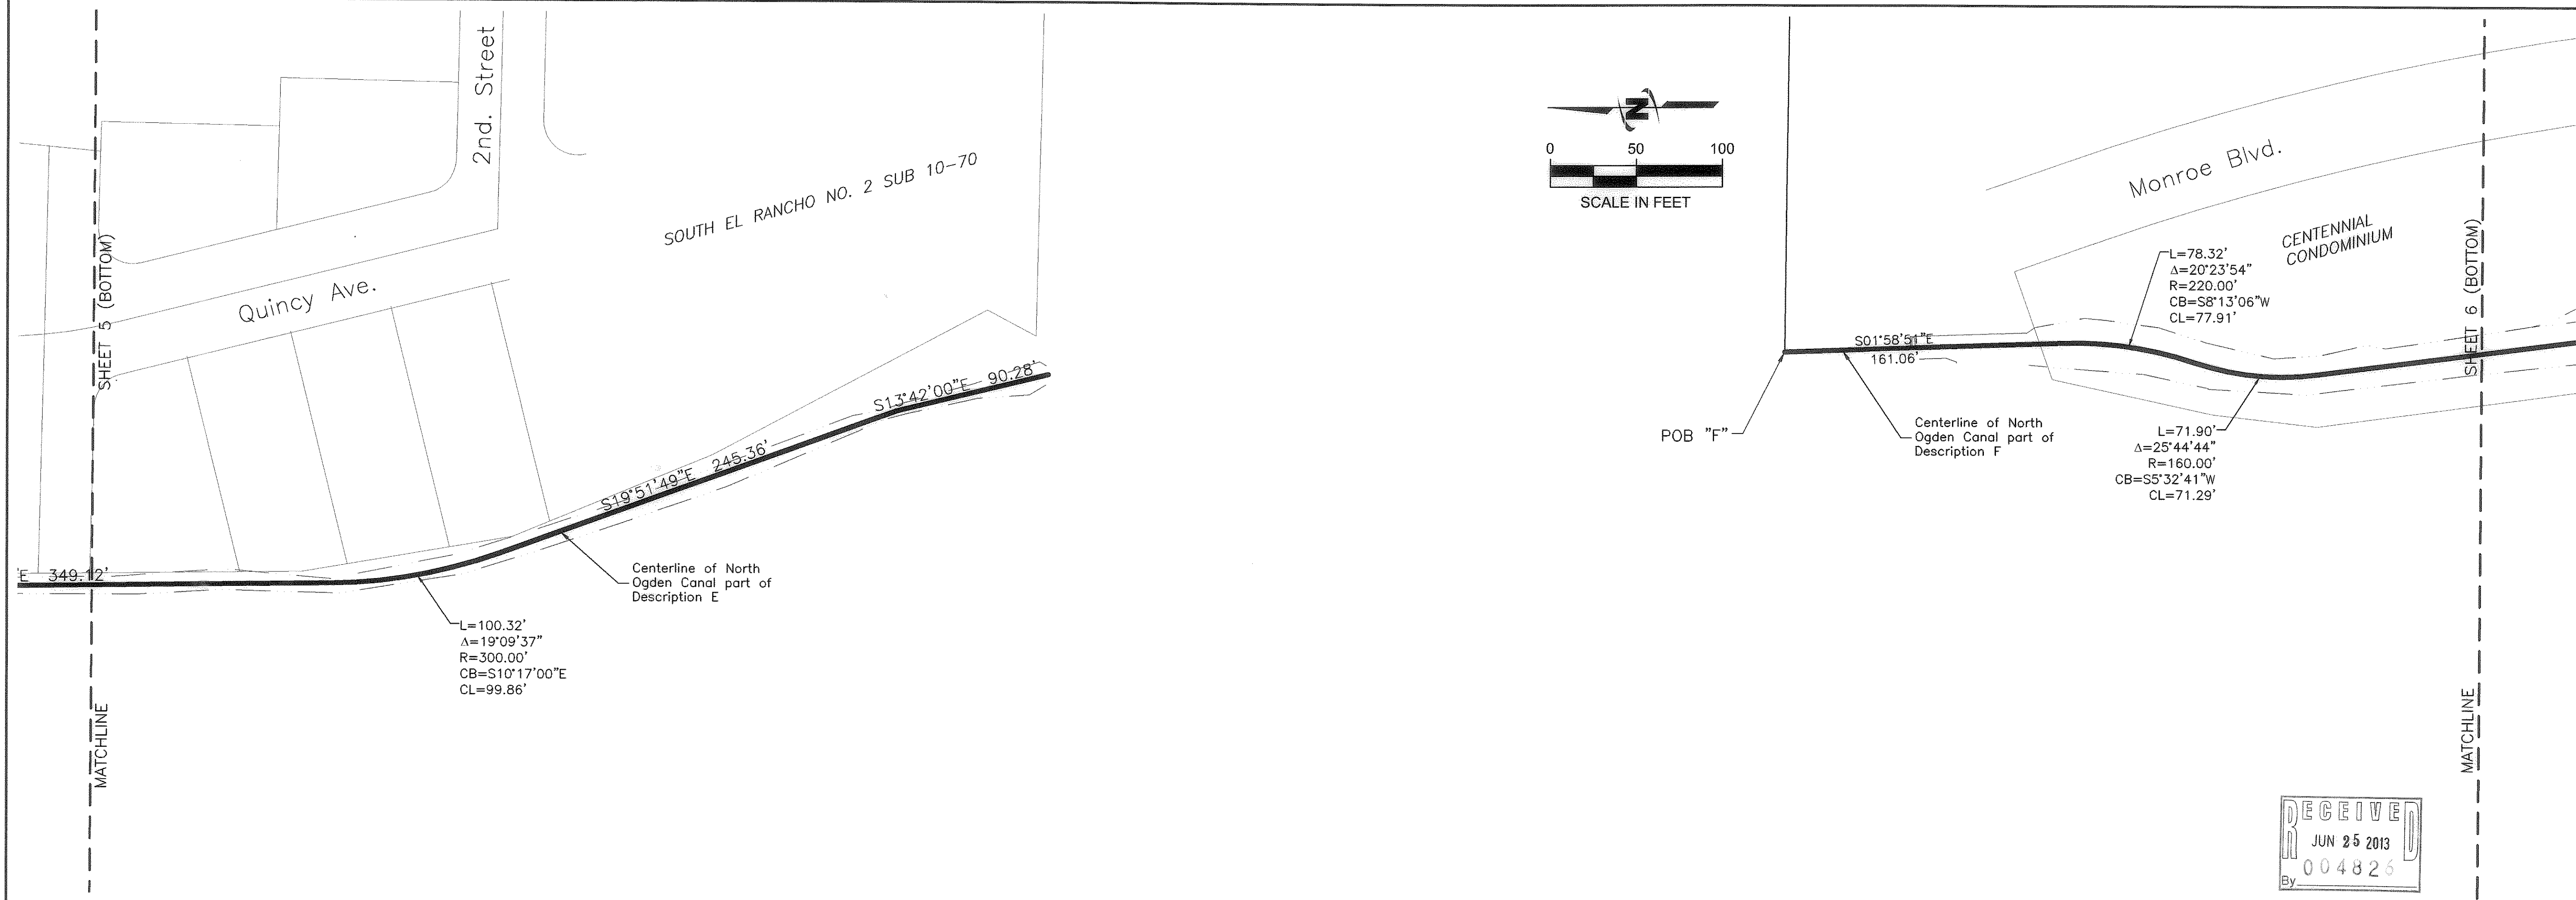 2nd. Street
SOUTH EL RANCHO NO. 2 SUB 10-70
Quincy Ave.
SHEET 5 (BOTTOM)
MATCHLINE
'E 349.12'
L=100.32'
Δ=19°09'37"
R=300.00'
CB=S10°17'00"E
CL=99.86'
Centerline of North
Ogden Canal part of
Description E
S19°51'49"E 245.36'
S13°42'00"E 90.28'
N
0 50 100
SCALE IN FEET
POB "F"
S01°58'51"E
161.06'
Centerline of North
Ogden Canal part of
Description F
Monroe Blvd.
CENTENNIAL
CONDOMINIUM
L=78.32'
Δ=20°23'54"
R=220.00'
CB=S8°13'06"W
CL=77.91'
L=71.90'
Δ=25°44'44"
R=160.00'
CB=S5°32'41"W
CL=71.29'
SHEET 6 (BOTTOM)
MATCHLINE
RECEIVED
JUN 25 2013
004826
By